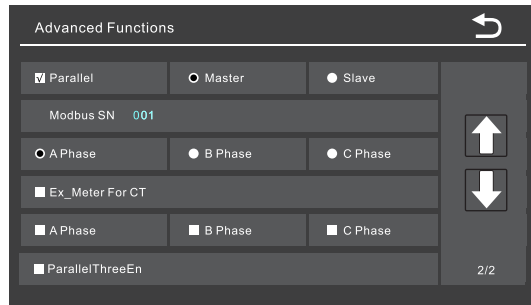 Advanced Functions
Parallel Master Slave
Modbus SN 001
A Phase B Phase C Phase
Ex_Meter For CT
A Phase B Phase C Phase
ParallelThreeEn 2/2